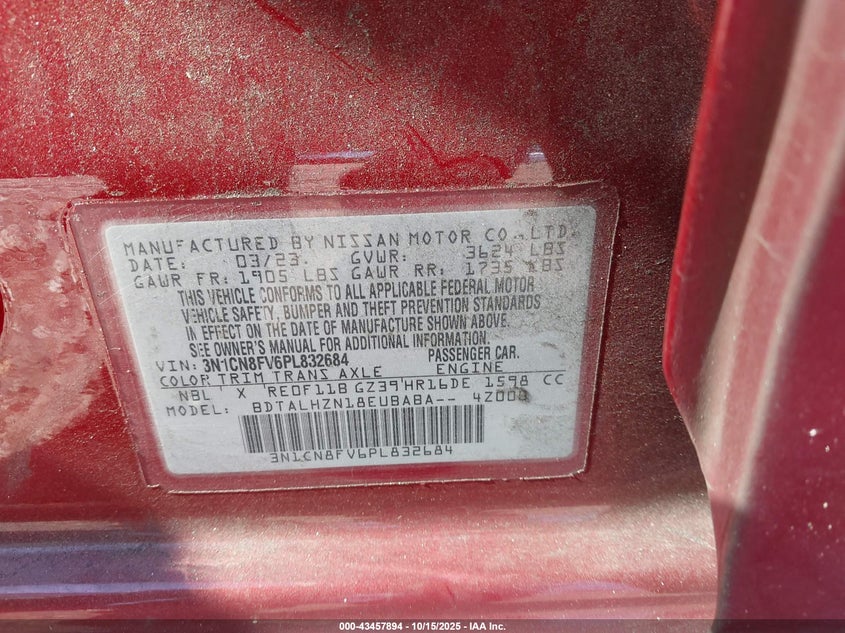 MANUFACTURED BY NISSAN MOTOR CO.,LTD.
DATE: 03/23. GVWR: 3624 LBS
GAWR FR: 1905 LBS GAWR RR: 1735 LBS
THIS VEHICLE CONFORMS TO ALL APPLICABLE FEDERAL MOTOR
VEHICLE SAFETY, BUMPER AND THEFT PREVENTION STANDARDS
IN EFFECT ON THE DATE OF MANUFACTURE SHOWN ABOVE.
SEE OWNER'S MANUAL FOR ADDITIONAL INFORMATION.
VIN: 3N1CN8FV6PL832684 PASSENGER CAR.
COLOR TRIM TRANS AXLE ENGINE
NBL X RE0F11B GZ39 HR16DE 1598 CC
MODEL: BDTALHZN18EUBABA-- 4Z000
3N1CN8FV6PL832684
000-43457894 - 10/15/2025 - © IAA Inc.